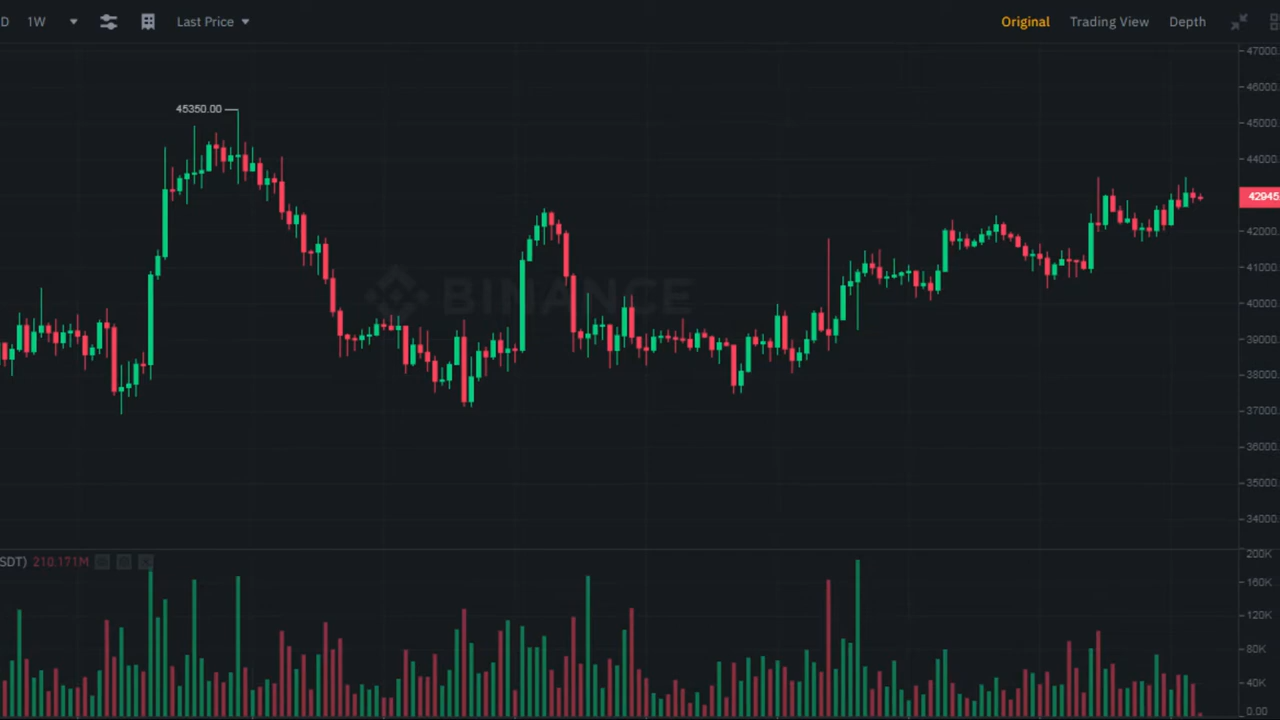 D 1W Last Price Original Trading View Depth
47000.
46000.
45350.00
45000.
44000.
42945
42000.
41000.
BINANCE
40000.
39000.
38000.
37000.
36000.
35000.
34000.
SDT) 210.171M
200K
160K
120K
80K
40K
0.00